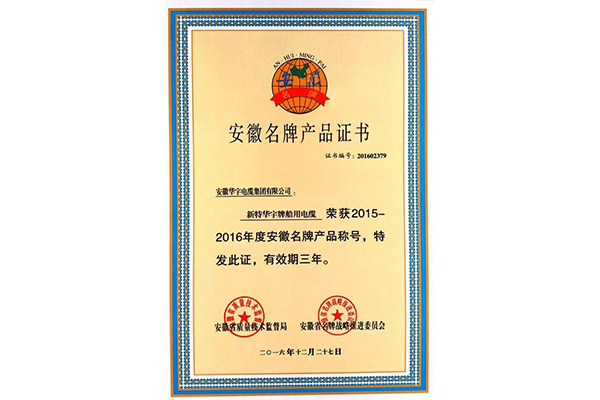 AN·HUI·MING·PAI
安徽
名牌
安徽名牌产品证书
证书编号：201602379
安徽华宇电缆集团有限公司：
新特华宇牌船用电缆 荣获2015-
2016年度安徽名牌产品称号，特
发此证，有效期三年。
安徽省质量技术监督局 安徽省名牌战略推进委员会
二〇一六年十二月二十七日